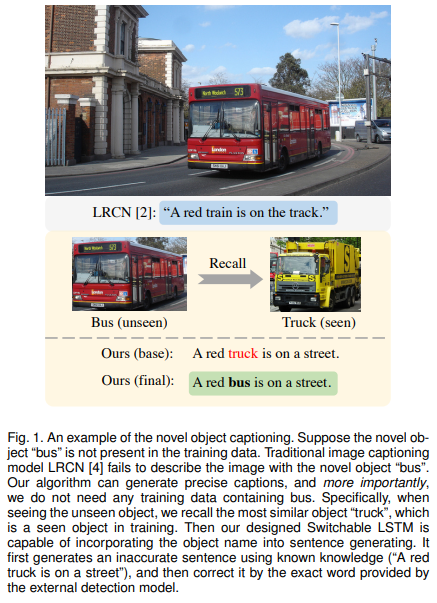 North Woolwich 573
London
LRCN [2]: “A red train is on the track.”
Recall
Bus (unseen)
Truck (seen)
Ours (base): A red truck is on a street.
Ours (final): A red bus is on a street.
Fig. 1. An example of the novel object captioning. Suppose the novel ob-
ject “bus” is not present in the training data. Traditional image captioning
model LRCN [4] fails to describe the image with the novel object “bus”.
Our algorithm can generate precise captions, and more importantly,
we do not need any training data containing bus. Specifically, when
seeing the unseen object, we recall the most similar object “truck”, which
is a seen object in training. Then our designed Switchable LSTM is
capable of incorporating the object name into sentence generating. It
first generates an inaccurate sentence using known knowledge (“A red
truck is on a street”), and then correct it by the exact word provided by
the external detection model.